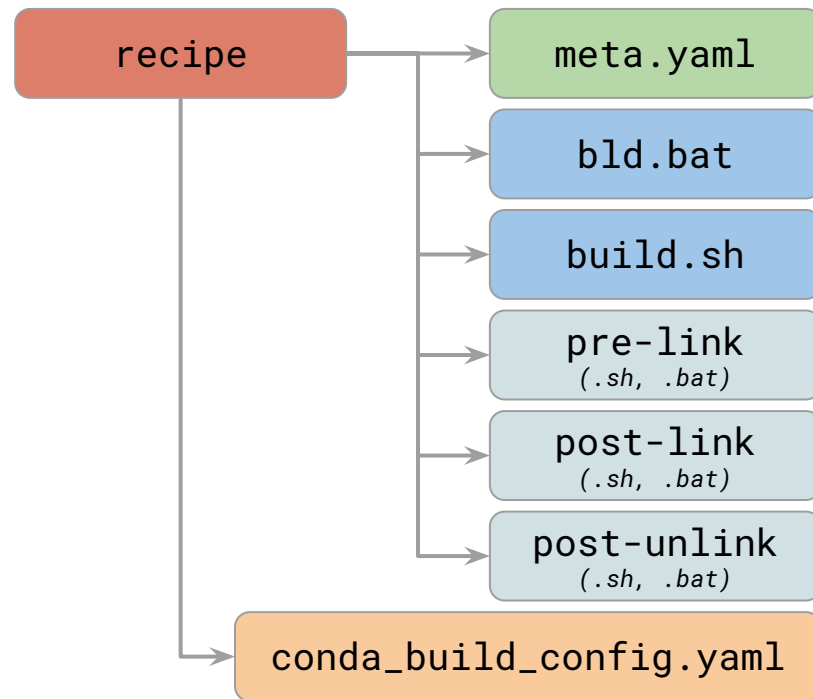 recipe
meta.yaml
bld.bat
build.sh
pre-link
(.sh, .bat)
post-link
(.sh, .bat)
post-unlink
(.sh, .bat)
conda_build_config.yaml